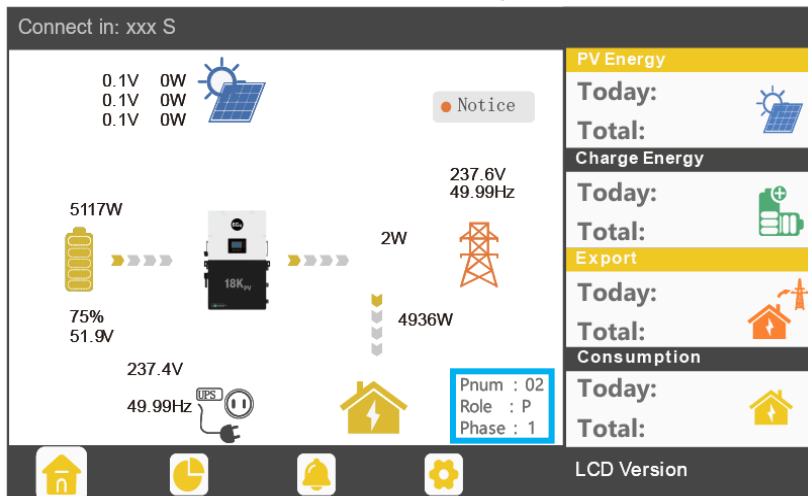 Connect in: xxx S
0.1V 0W
0.1V 0W
0.1V 0W
Notice
237.6V
49.99Hz
5117W
2W
18KPV
75%
51.9V
4936W
237.4V
UPS
49.99Hz
Pnum : 02
Role : P
Phase : 1
PV Energy
Today:
Total:
Charge Energy
Today:
Total:
Export
Today:
Total:
Consumption
Today:
Total:
LCD Version